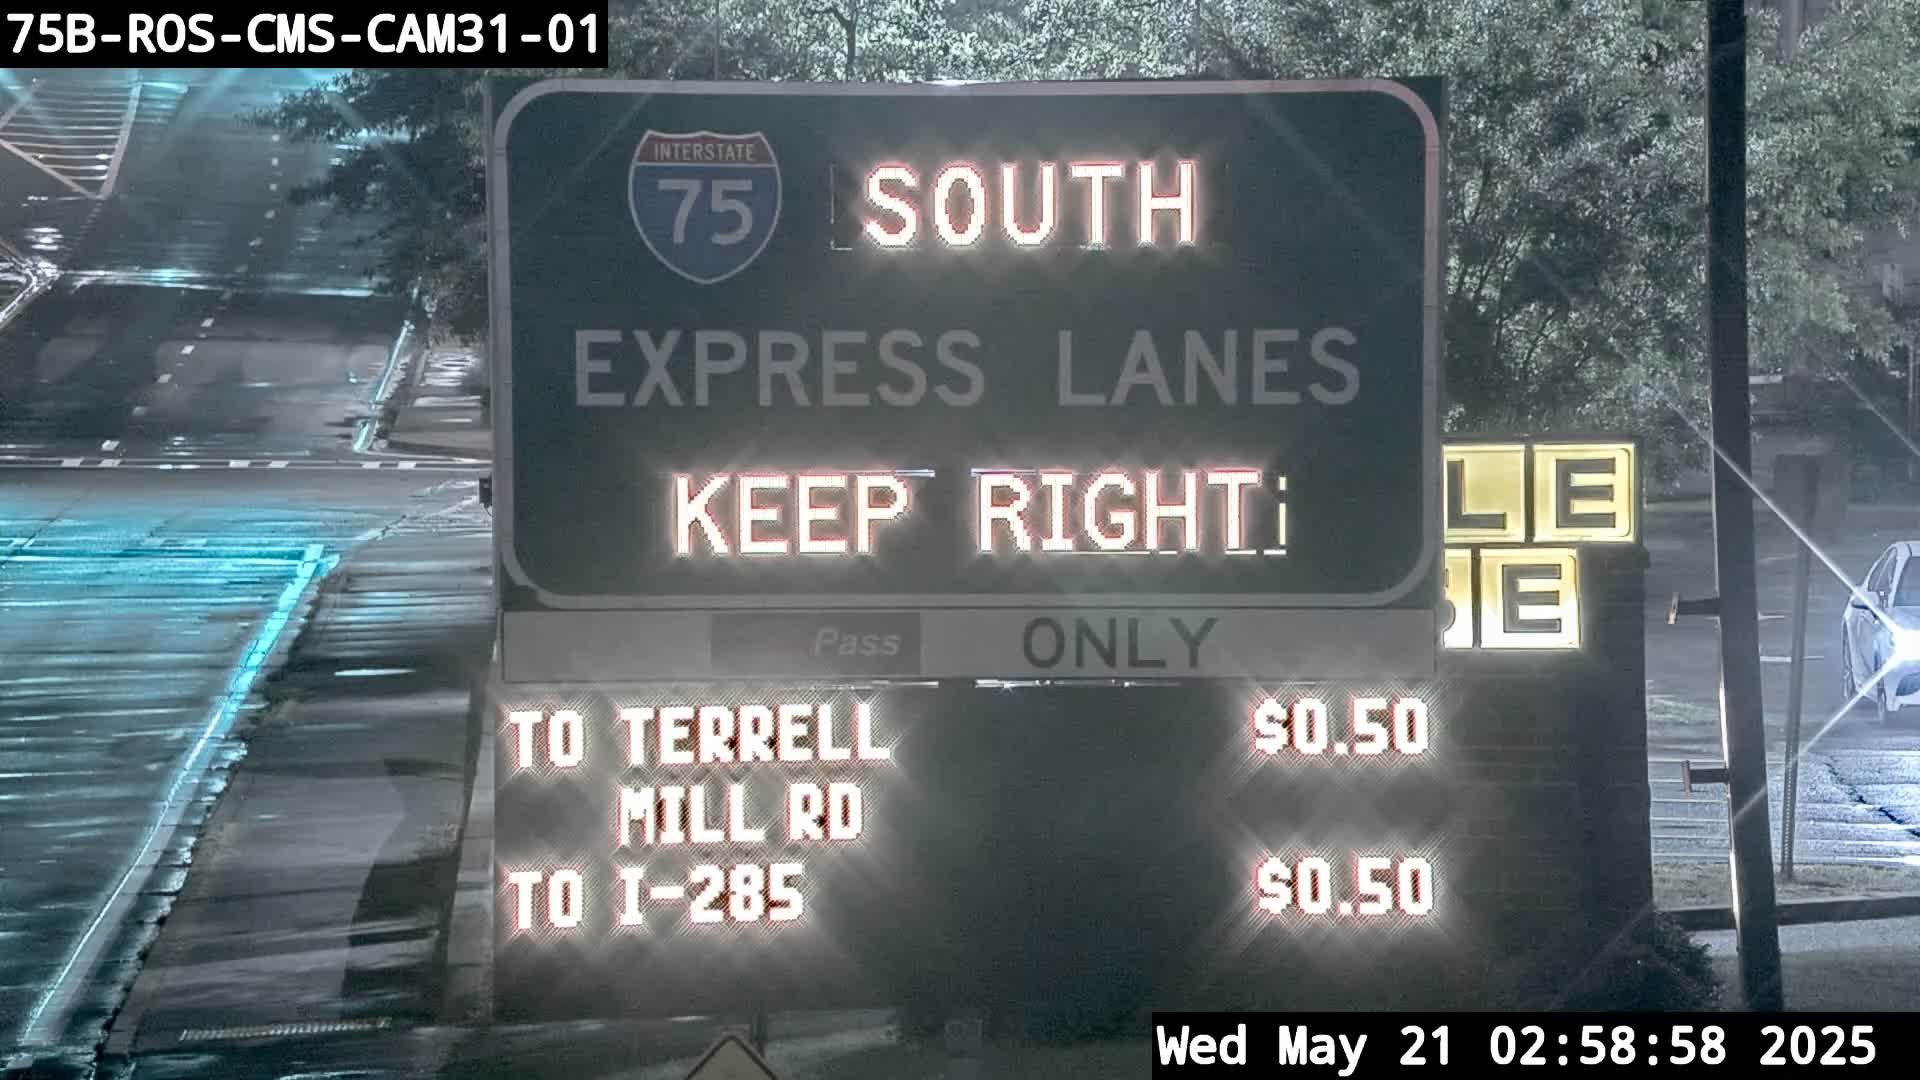 75B-ROS-CMS-CAM31-01
INTERSTATE
75
SOUTH
EXPRESS LANES
KEEP RIGHT
Pass ONLY
LE
E
TO TERRELL $0.50
MILL RD
TO I-285 $0.50
Wed May 21 02:58:58 2025